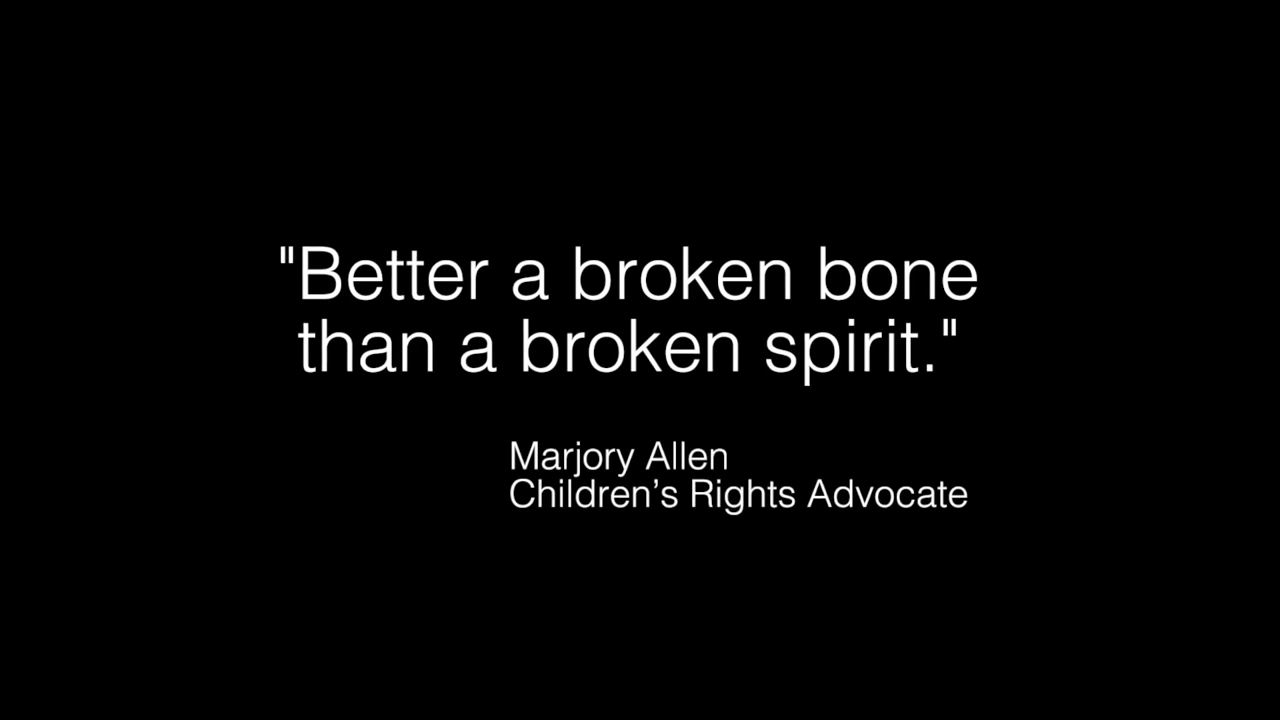 "Better a broken bone
than a broken spirit."
Marjory Allen
Children’s Rights Advocate